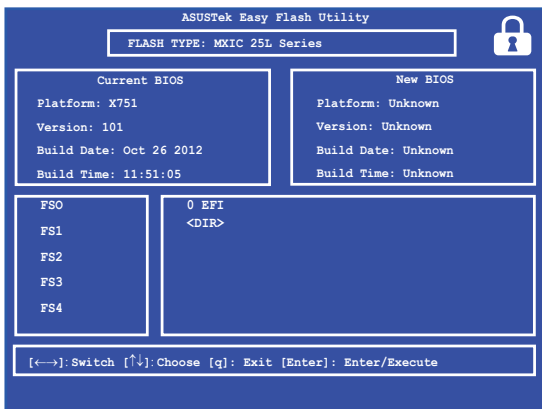 ASUSTek Easy Flash Utility
FLASH TYPE: MXIC 25L Series
Current BIOS
Platform: X751
Version: 101
Build Date: Oct 26 2012
Build Time: 11:51:05
New BIOS
Platform: Unknown
Version: Unknown
Build Date: Unknown
Build Time: Unknown
FSO
FS1
FS2
FS3
FS4
0 EFI
<DIR>
[←→]: Switch [↑↓]: Choose [q]: Exit [Enter]: Enter/Execute